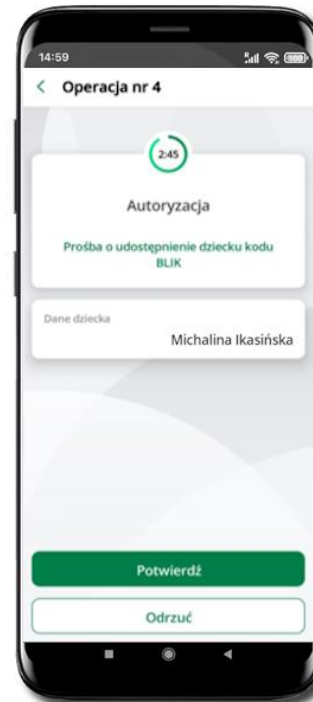 14:59
100
Operacja nr 4
2:45
Autoryzacja
Prośba o udostępnienie dziecku kodu
BLIK
Dane dziecka
Michalina Ikasińska
Potwierdź
Odrzuć